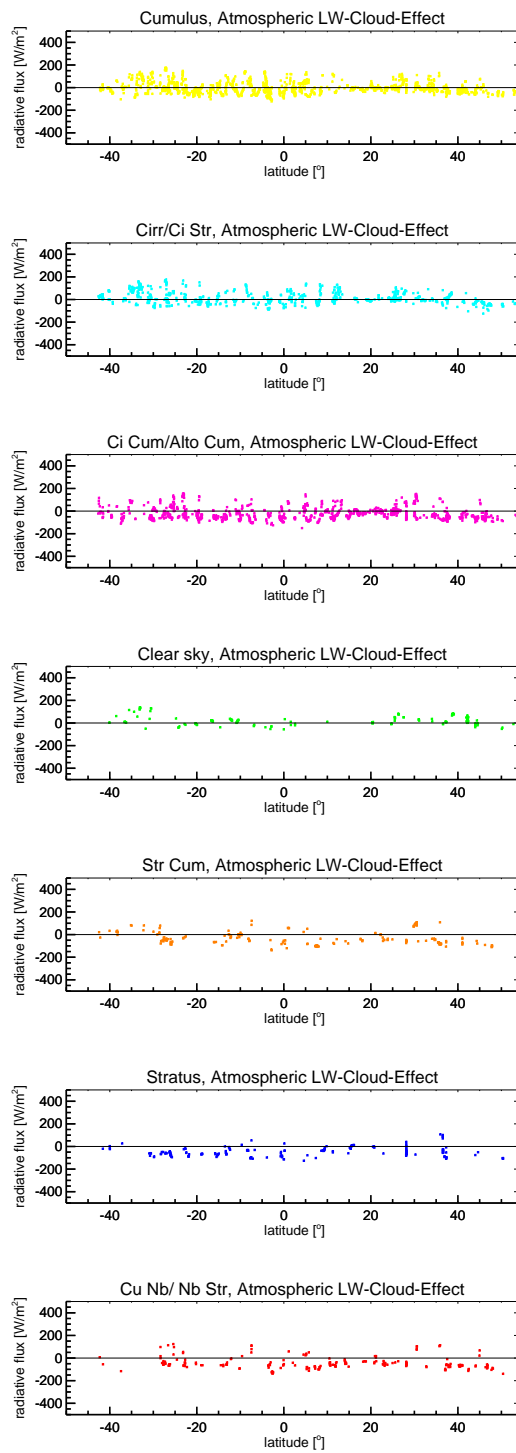 Cumulus, Atmospheric LW-Cloud-Effect
radiative flux [W/m²]
400
200
0
-200
-400
-40 -20 0 20 40
latitude [°]
Cirr/Ci Str, Atmospheric LW-Cloud-Effect
radiative flux [W/m²]
400
200
0
-200
-400
-40 -20 0 20 40
latitude [°]
Ci Cum/Alto Cum, Atmospheric LW-Cloud-Effect
radiative flux [W/m²]
400
200
0
-200
-400
-40 -20 0 20 40
latitude [°]
Clear sky, Atmospheric LW-Cloud-Effect
radiative flux [W/m²]
400
200
0
-200
-400
-40 -20 0 20 40
latitude [°]
Str Cum, Atmospheric LW-Cloud-Effect
radiative flux [W/m²]
400
200
0
-200
-400
-40 -20 0 20 40
latitude [°]
Stratus, Atmospheric LW-Cloud-Effect
radiative flux [W/m²]
400
200
0
-200
-400
-40 -20 0 20 40
latitude [°]
Cu Nb/ Nb Str, Atmospheric LW-Cloud-Effect
radiative flux [W/m²]
400
200
0
-200
-400
-40 -20 0 20 40
latitude [°]